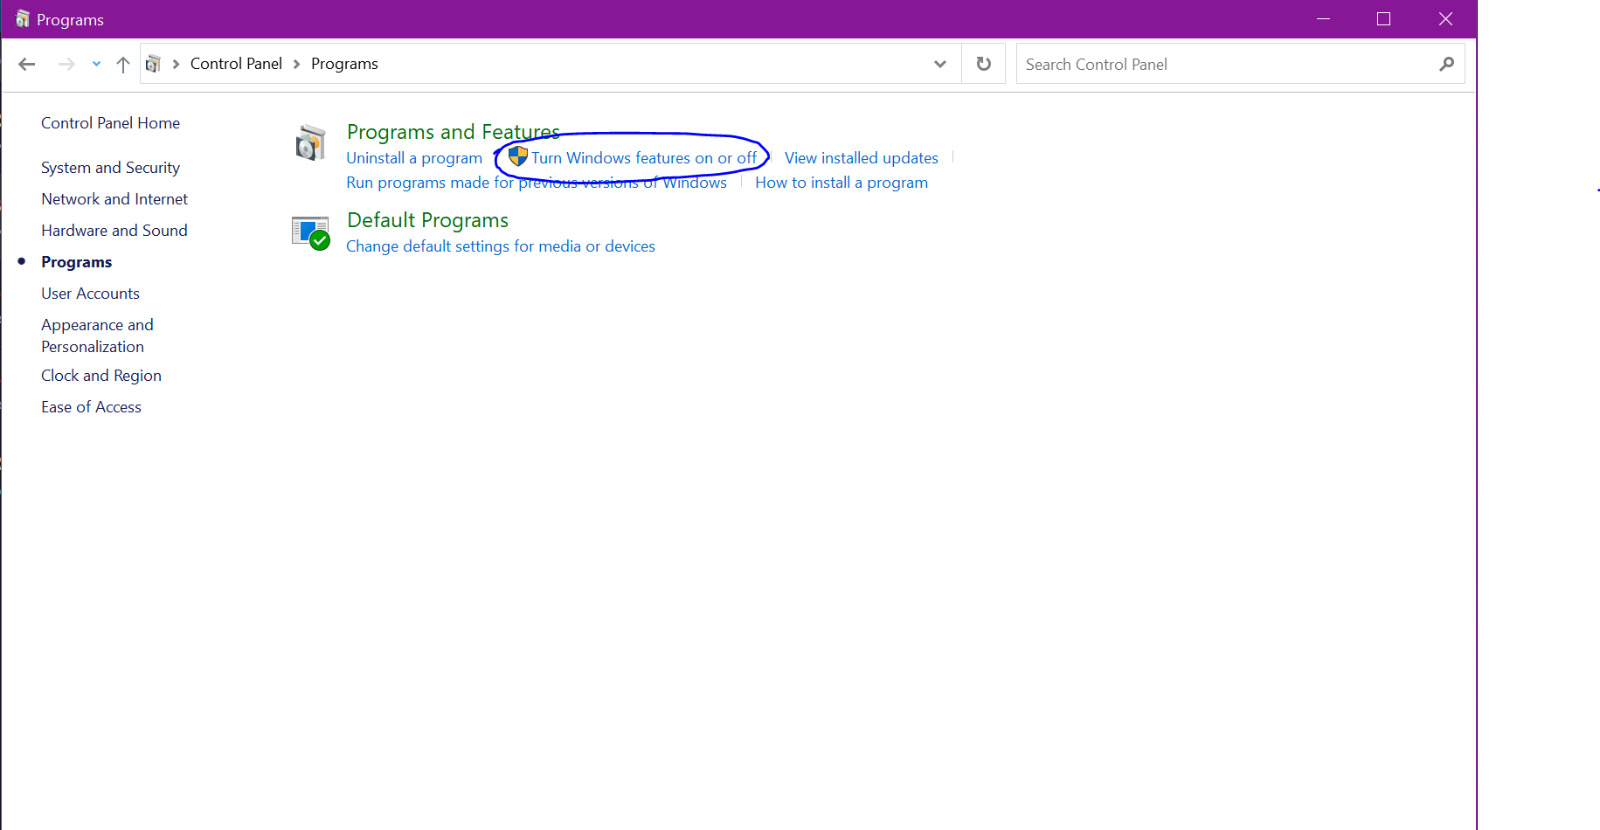 Programs
Control Panel Programs
Search Control Panel
Control Panel Home
System and Security
Network and Internet
Hardware and Sound
Programs
User Accounts
Appearance and
Personalization
Clock and Region
Ease of Access
Programs and Features
Uninstall a program Turn Windows features on or off View installed updates
Run programs made for previous versions of Windows How to install a program
Default Programs
Change default settings for media or devices